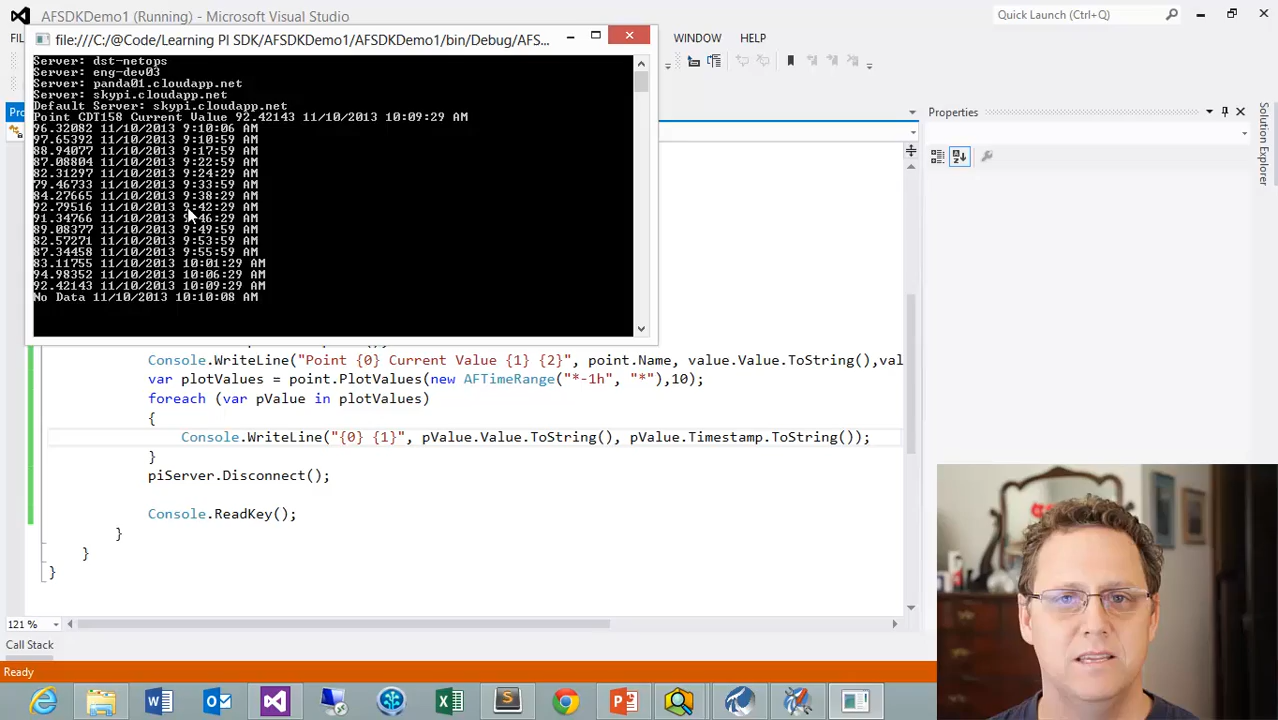 AFSDKDemo1 (Running) - Microsoft Visual Studio
Quick Launch (Ctrl+Q)
file:///C:/@Code/Learning PI SDK/AFSDKDemo1/AFSDKDemo1/bin/Debug/AFS...
WINDOW
HELP
Server: dst-netops
Server: eng-dev03
Server: panda01.cloudapp.net
Server: skypi.cloudapp.net
Default Server: skypi.cloudapp.net
Point CDT158 Current Value 92.42143 11/10/2013 10:09:29 AM
96.32082 11/10/2013 9:10:06 AM
97.65392 11/10/2013 9:10:59 AM
88.94077 11/10/2013 9:17:59 AM
87.08804 11/10/2013 9:22:59 AM
82.31297 11/10/2013 9:24:29 AM
79.46733 11/10/2013 9:33:59 AM
84.27665 11/10/2013 9:38:29 AM
92.79516 11/10/2013 9:42:29 AM
91.34766 11/10/2013 9:46:29 AM
89.08377 11/10/2013 9:49:59 AM
82.57271 11/10/2013 9:53:59 AM
87.34458 11/10/2013 9:55:59 AM
83.11755 11/10/2013 10:01:29 AM
94.98352 11/10/2013 10:06:29 AM
92.42143 11/10/2013 10:09:29 AM
No Data 11/10/2013 10:10:08 AM
Properties
Solution Explorer
Console.WriteLine("Point {0} Current Value {1} {2}", point.Name, value.Value.ToString(),val
var plotValues = point.PlotValues(new AFTimeRange("*-1h", "*"),10);
foreach (var pValue in plotValues)
{
Console.WriteLine("{0} {1}", pValue.Value.ToString(), pValue.Timestamp.ToString());
}
piServer.Disconnect();
Console.ReadKey();
}
}
}
121 %
Call Stack
Ready